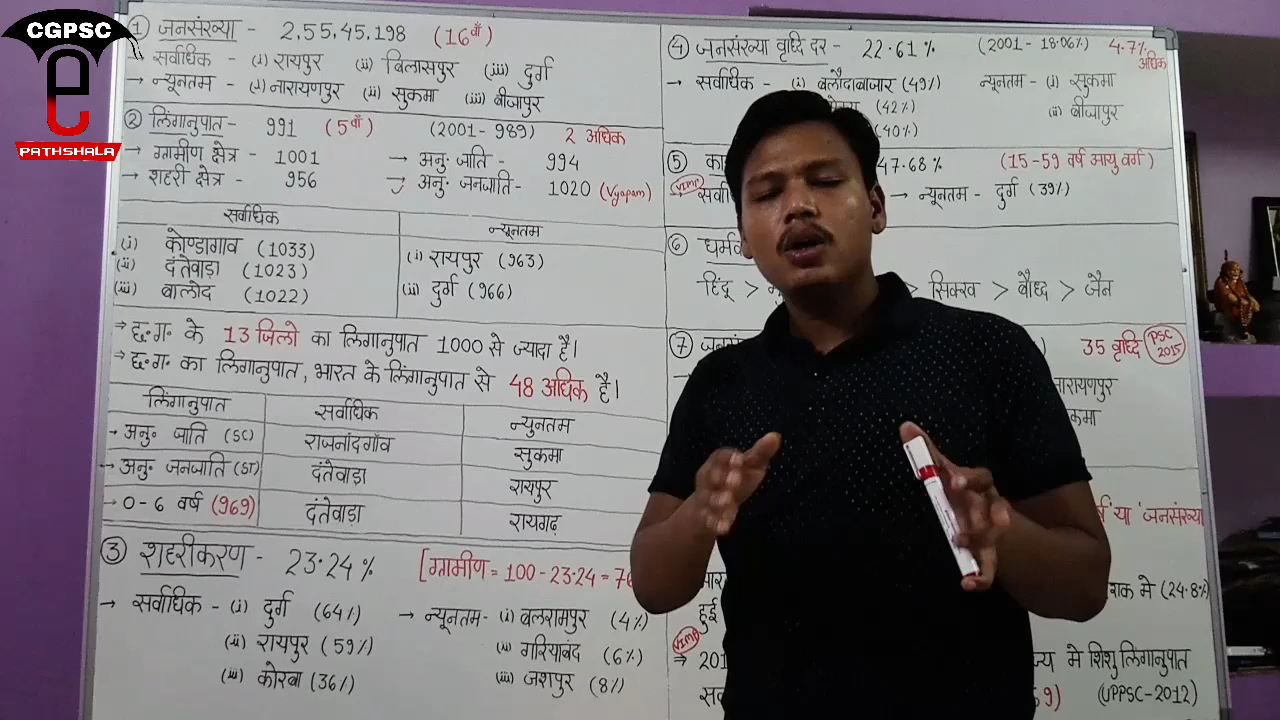 CGPSC
e
PATHSHALA
① जनसंख्या - 2,55,45,198 (16वाँ)
→ सर्वाधिक - (i) रायपुर (ii) बिलासपुर (iii) दुर्ग
→ न्यूनतम - (i) नारायणपुर (ii) सुकमा (iii) बीजापुर
② लिंगानुपात - 991 (5वाँ) (2001 - 989) 2 अधिक
→ ग्रामीण क्षेत्र - 1001 → अनु॰ जाति - 994
→ शहरी क्षेत्र - 956 → अनु॰ जनजाति - 1020 (Vyapam)
सर्वाधिक न्यूनतम
(i) कोण्डागाव (1033) (i) रायपुर (963)
(ii) दंतेवाड़ा (1023) (ii) दुर्ग (966)
(iii) बालोद (1022)
→ छ॰ग॰ के 13 जिलो का लिंगानुपात 1000 से ज्यादा है।
→ छ॰ग॰ का लिंगानुपात, भारत के लिंगानुपात से 48 अधिक है।
लिंगानुपात सर्वाधिक न्युनतम
→ अनु॰ जाति (SC) राजनांदगाँव सुकमा
→ अनु॰ जनजाति (ST) दंतेवाड़ा रायपुर
→ 0 - 6 वर्ष (969) दंतेवाड़ा रायगढ़
③ शहरीकरण - 23.24 % [ग्रामीण = 100 - 23.24 =
→ सर्वाधिक - (i) दुर्ग (64%) → न्यूनतम - (i) बलरामपुर (4%)
(ii) रायपुर (59%) (ii) गरियाबंद (6%)
(iii) कोरबा (36%) (iii) जशपुर (8%)
④ जनसंख्या वृध्दि दर - 22.61 % (2001 - 18.06%) 4.7% अधिक
→ सर्वाधिक - (i) बलौदाबाजार (49%) न्यूनतम - (i) सुकमा
(42%) (ii) बीजापुर
(40%)
⑤ 47.68 % (15-59 वर्ष आयु वर्ग)
VIMP → न्यूनतम - दुर्ग (39%)
⑥
हिंदू > > सिक्ख > बौध्द > जैन
⑦ 35 वृध्दि PSC 2015
नारायणपुर
या 'जनसंख्या
मे (24.8%)
हुई
VIMP
→ मे शिशु लिंगानुपात
(UPPSC-2012)